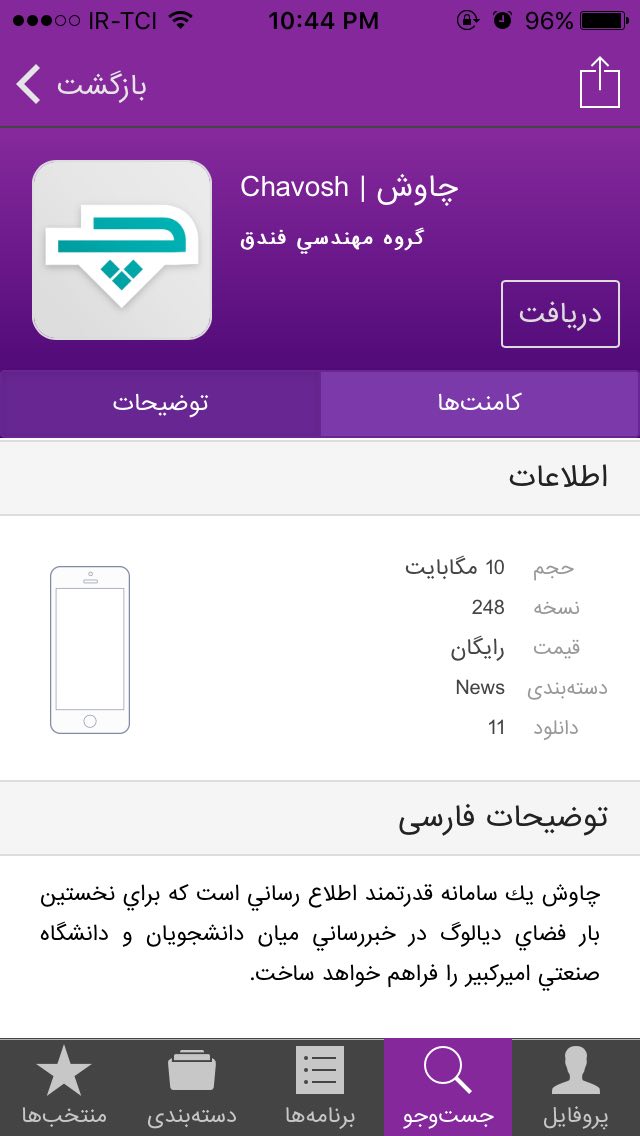 IR-TCI 10:44 PM 96%
بازگشت
Chavosh | چاوش
گروه مهندسي فندق
دریافت
کامنت‌ها توضیحات
اطلاعات
حجم 10 مگابایت
نسخه 248
قیمت رایگان
دسته‌بندی News
دانلود 11
توضیحات فارسی
چاوش يك سامانه قدرتمند اطلاع رساني است كه براي نخستين
بار فضاي ديالوگ در خبررساني ميان دانشجويان و دانشگاه
صنعتي اميركبير را فراهم خواهد ساخت.
پروفایل جست‌وجو برنامه‌ها دسته‌بندی منتخب‌ها